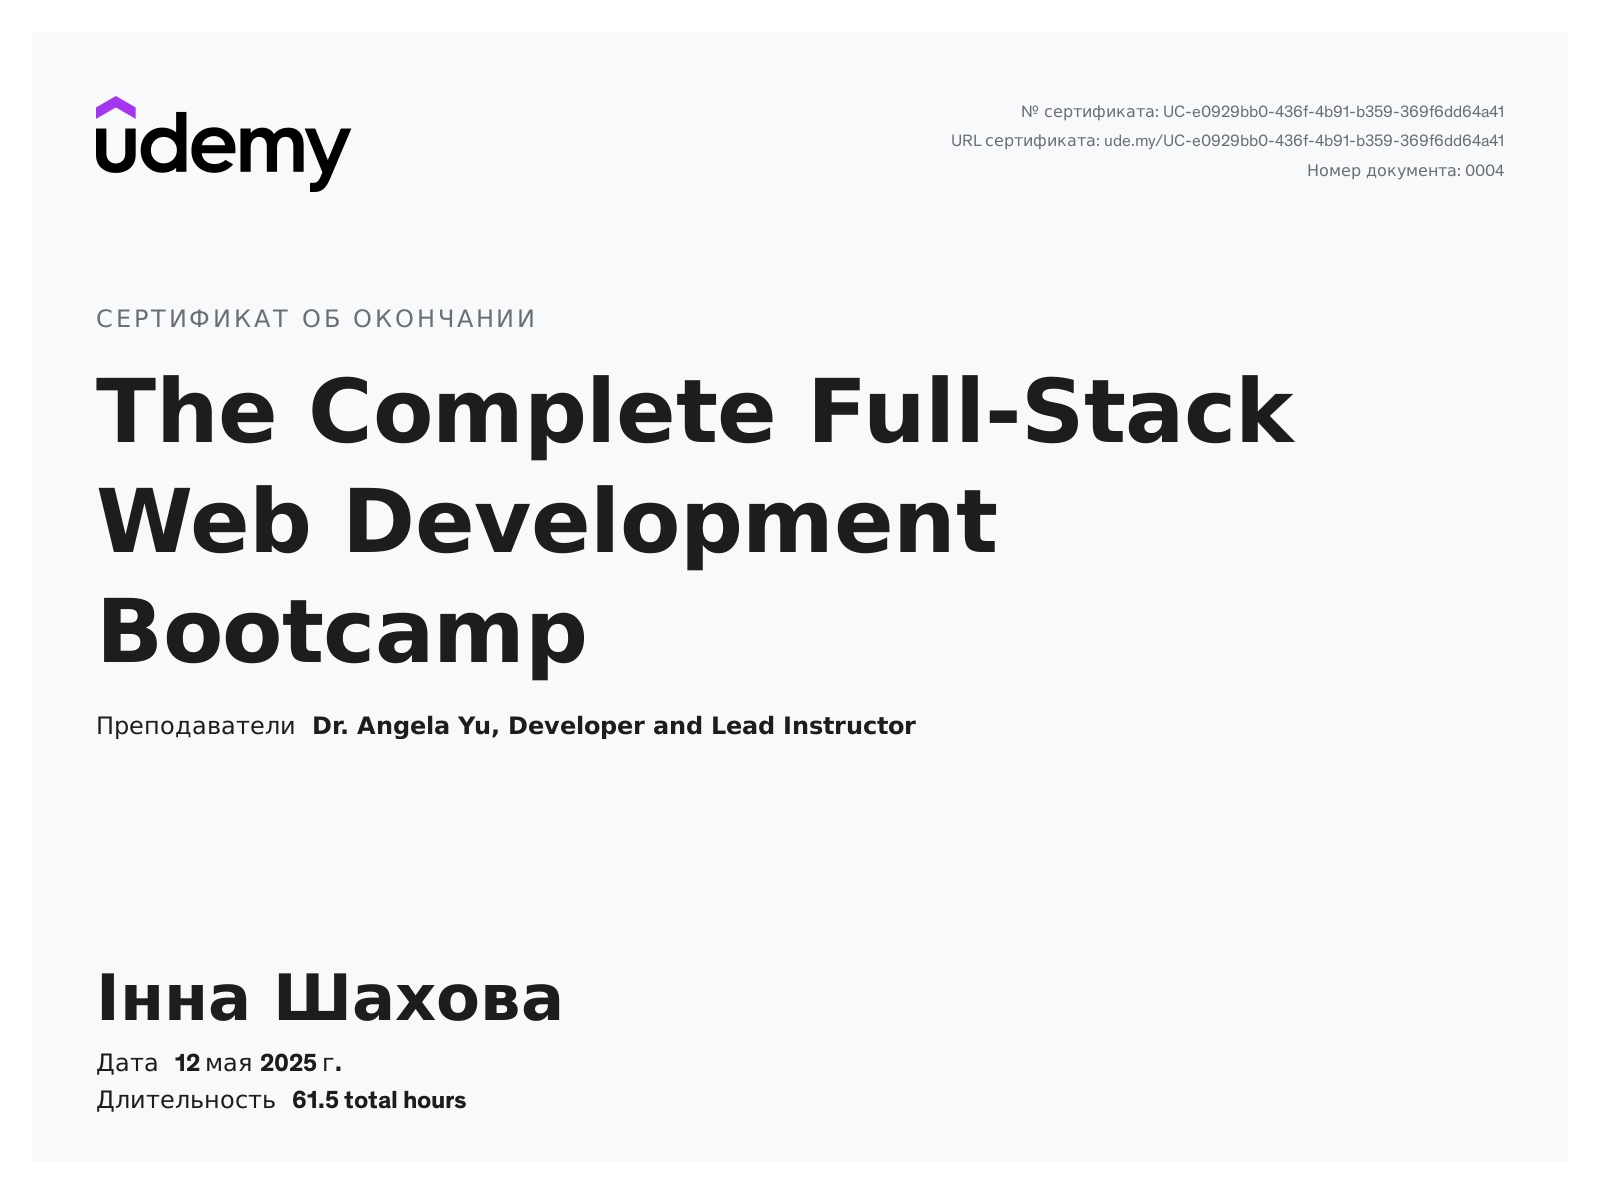 udemy
№ сертификата: UC-e0929bb0-436f-4b91-b359-369f6dd64a41
URL сертификата: ude.my/UC-e0929bb0-436f-4b91-b359-369f6dd64a41
Номер документа: 0004
СЕРТИФИКАТ ОБ ОКОНЧАНИИ
The Complete Full-Stack
Web Development
Bootcamp
Преподаватели Dr. Angela Yu, Developer and Lead Instructor
Інна Шахова
Дата 12 мая 2025 г.
Длительность 61.5 total hours